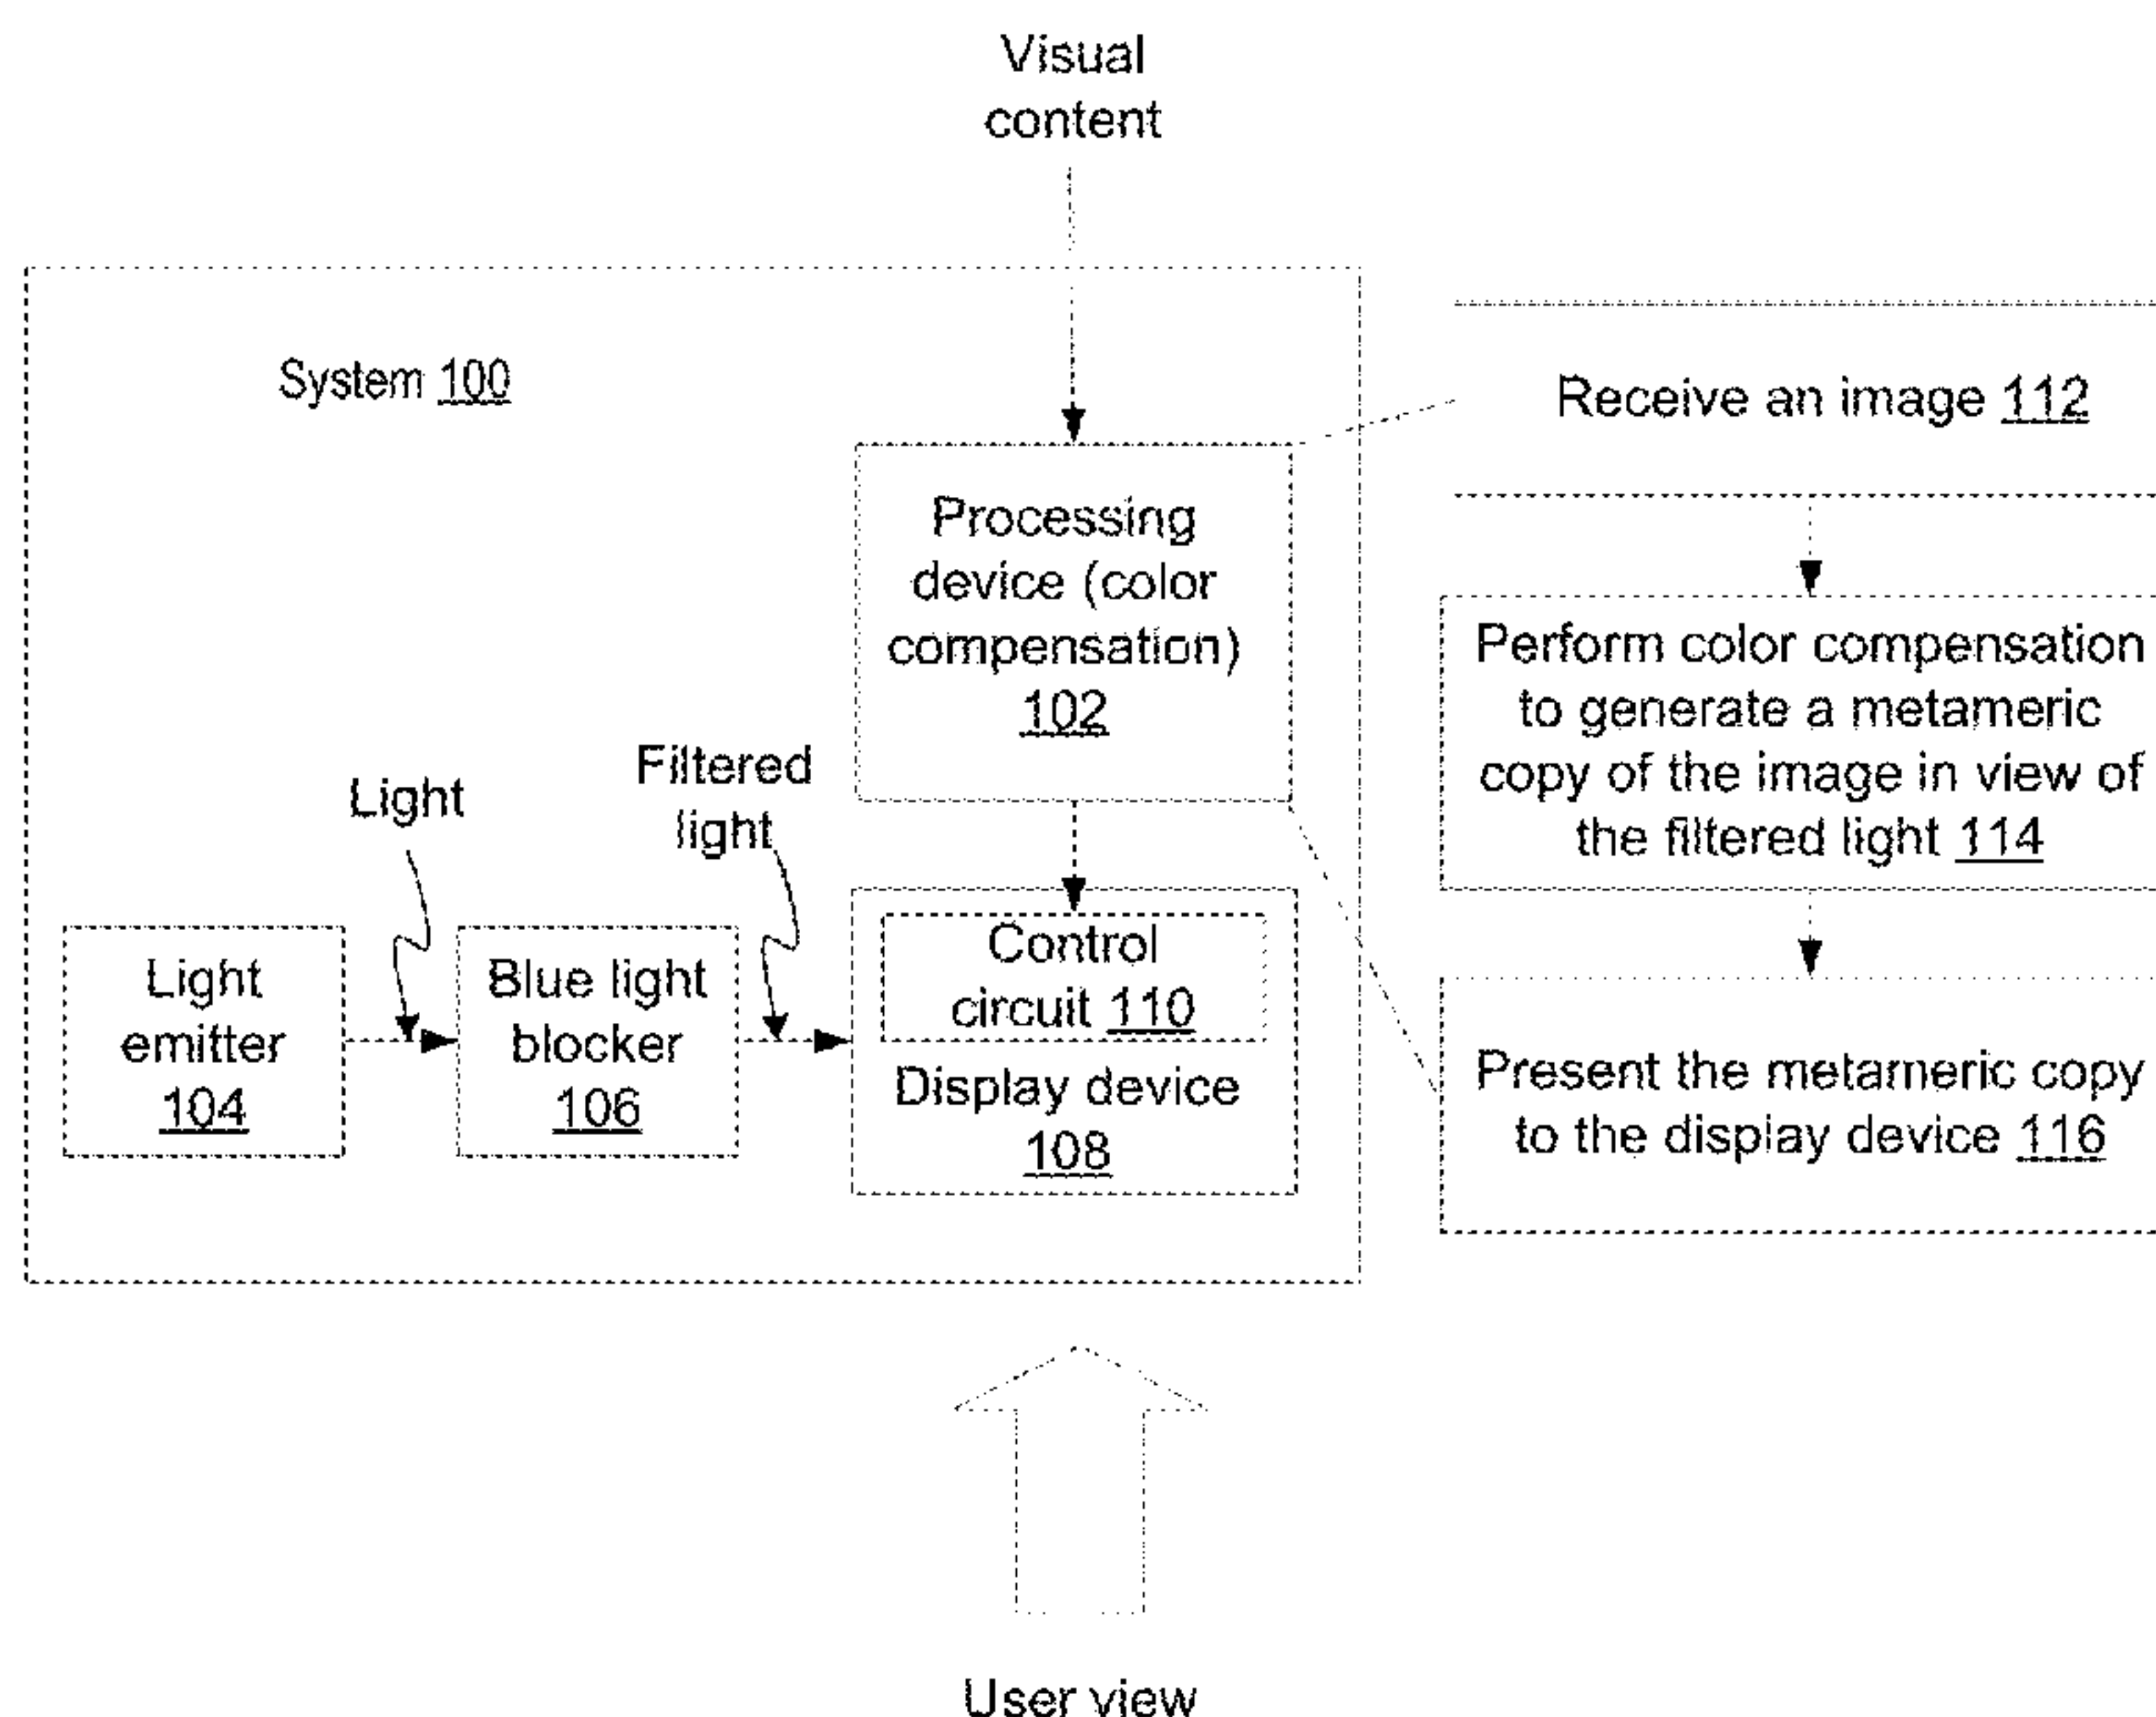 Visual
content
System 100
Receive an image 112
Processing
device (color
compensation)
102
Perform color compensation
to generate a metameric
copy of the image in view of
the filtered light 114
Light
Filtered
light
Light
emitter
104
Blue light
blocker
106
Control
circuit 110
Display device
108
Present the metameric copy
to the display device 116
User view